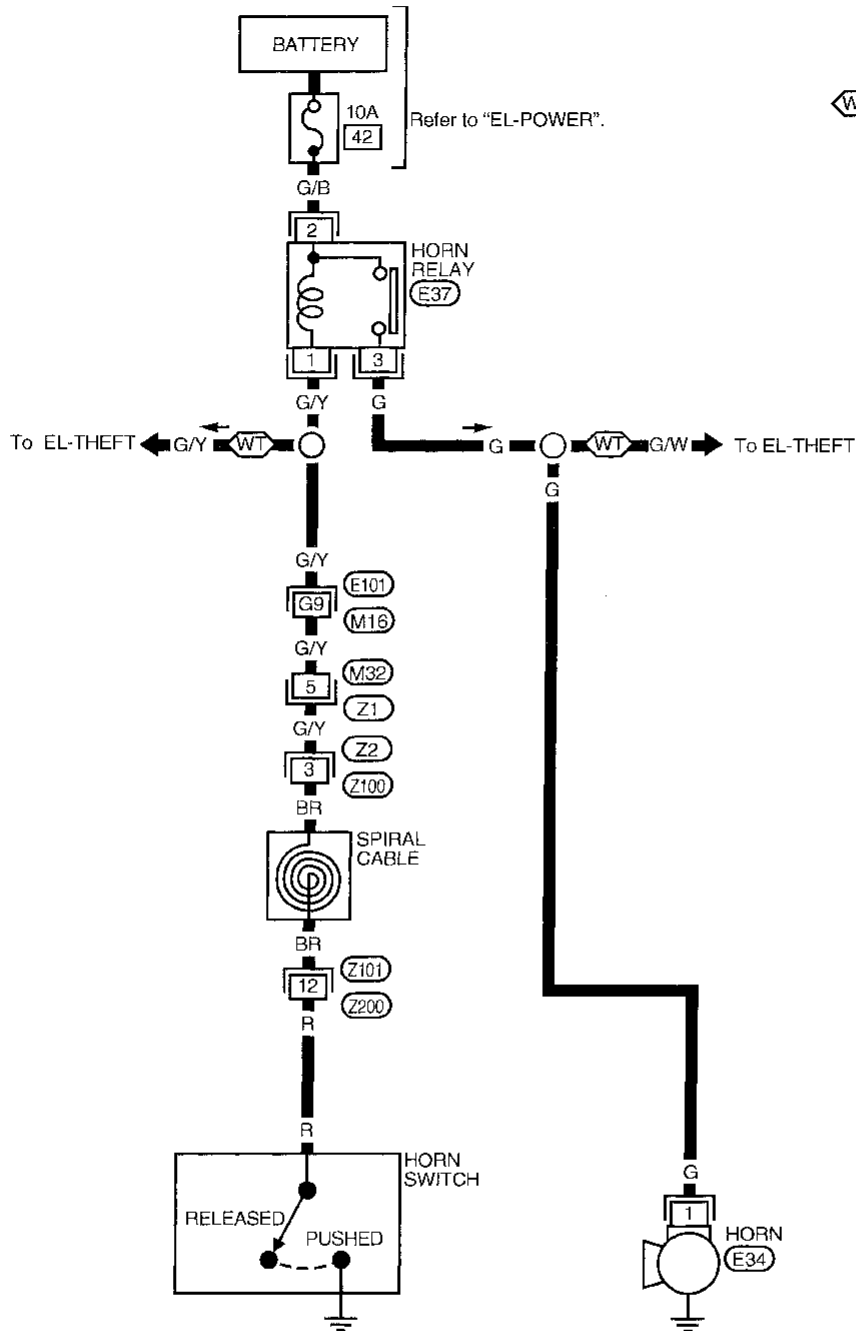 BATTERY
10A
42
Refer to "EL-POWER".
G/B
2
HORN
RELAY
E37
1
3
G/Y
G
To EL-THEFT
G/Y
WT
G
WT
G/W
To EL-THEFT
G
G/Y
E101
G9
M16
G/Y
M32
5
Z1
G/Y
Z2
3
Z100
BR
SPIRAL
CABLE
BR
Z101
12
Z200
R
R
HORN
SWITCH
RELEASED
PUSHED
G
1
HORN
E34